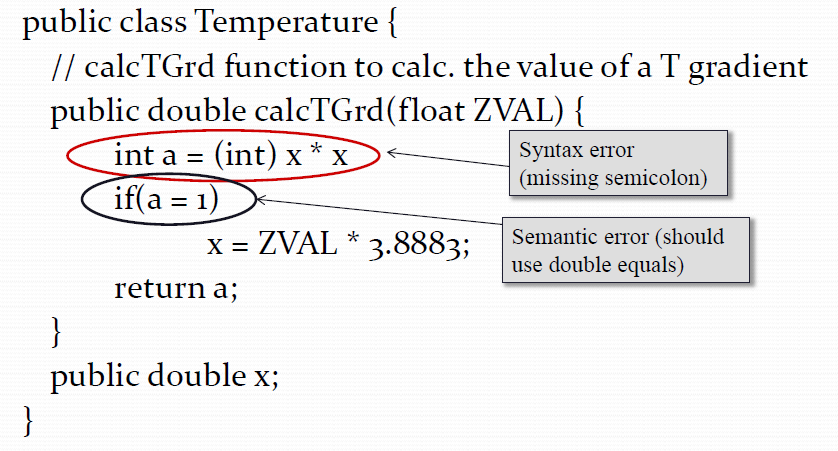 public class Temperature {
// calcTGrd function to calc. the value of a T gradient
public double calcTGrd(float ZVAL) {
int a = (int) x * x
Syntax error
(missing semicolon)
if(a = 1)
x = ZVAL * 3.8883;
Semantic error (should
use double equals)
return a;
}
public double x;
}